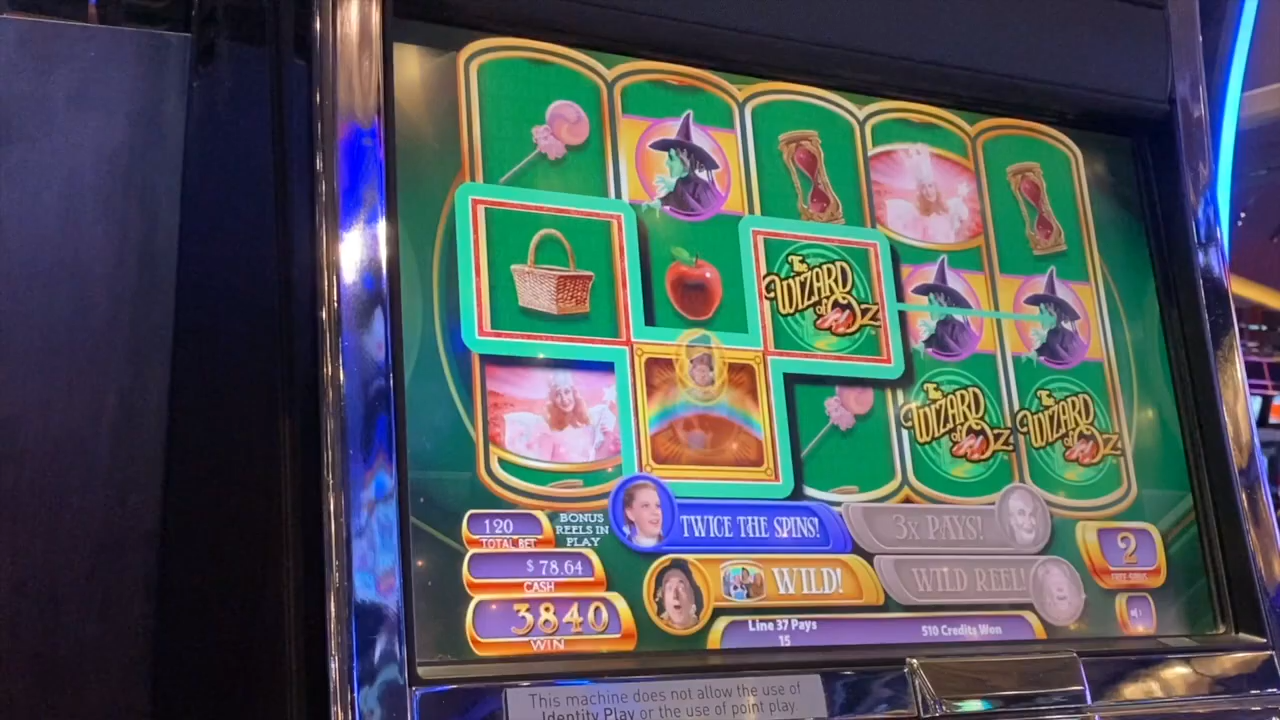 The
WIZARD
of OZ
The
WIZARD
of OZ
The
WIZARD
of OZ
120
TOTAL BET
BONUS
REELS IN
PLAY
TWICE THE SPINS!
3x PAYS!
$ 78.64
CASH
WILD!
WILD REEL!
2
3840
WIN
Line 37 Pays
15
510 Credits Won
This machine does not allow the use of
Identity Play or the use of point play.